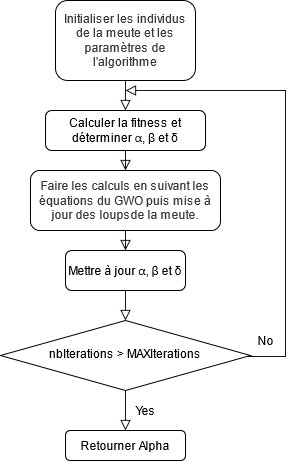 Initialiser les individus
de la meute et les
paramètres de
l'algorithme
Calculer la fitness et
déterminer α, β et δ
Faire les calculs en suivant les
équations du GWO puis mise à
jour des loupsde la meute.
Mettre à jour α, β et δ
nbIterations > MAXIterations
No
Yes
Retourner Alpha